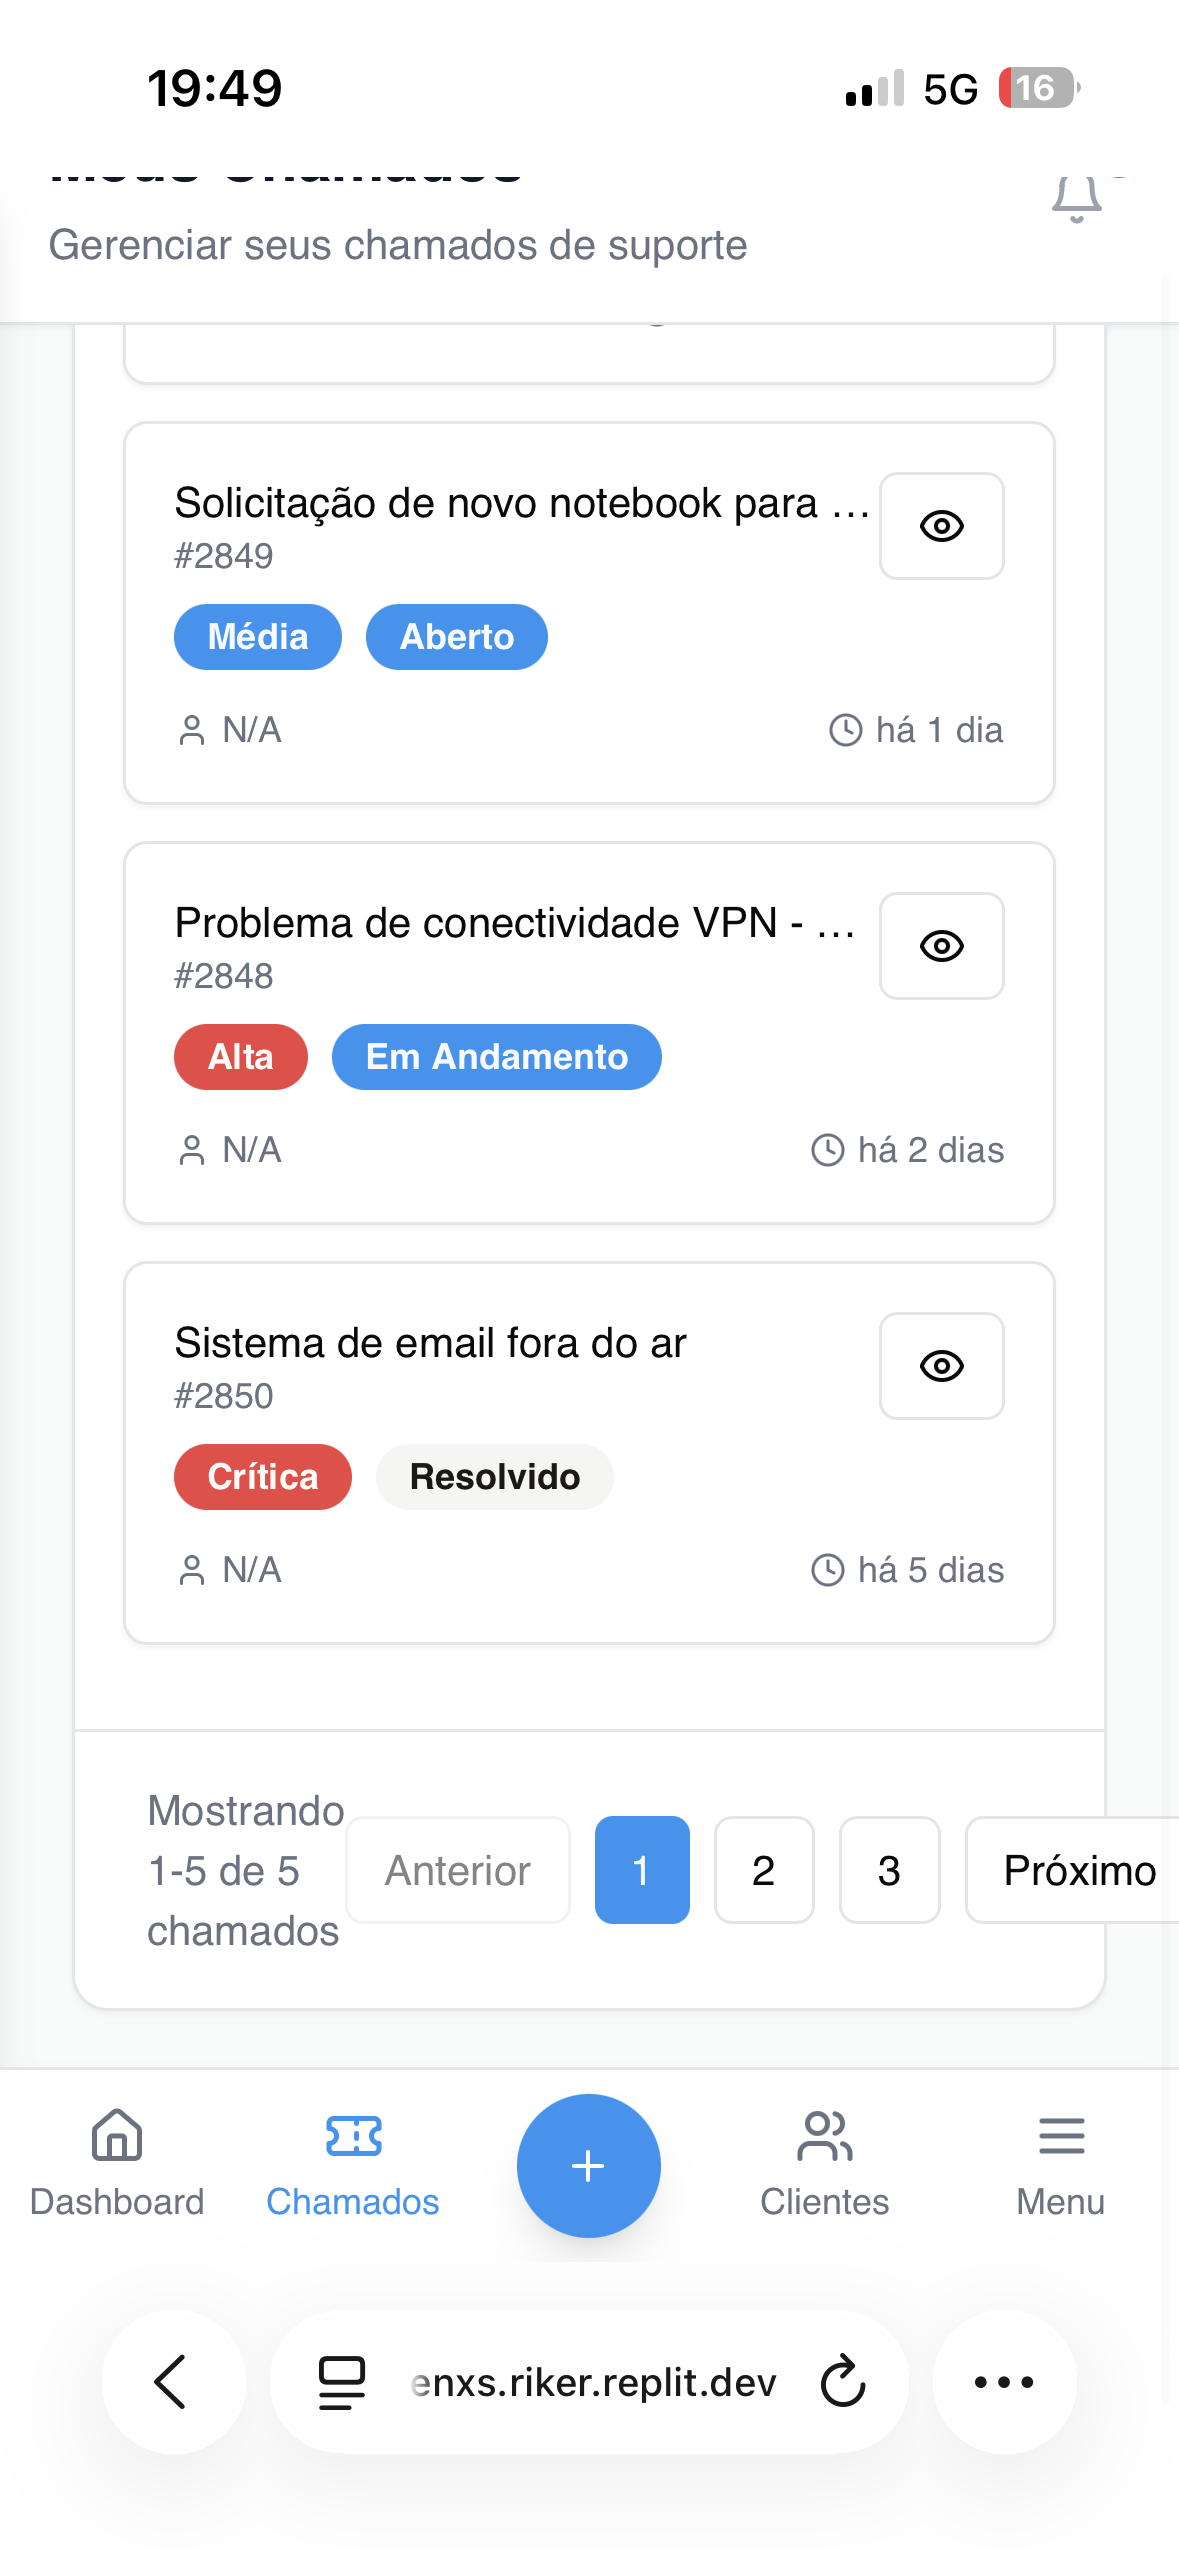 19:49
5G
16
Meus Chamados
Gerenciar seus chamados de suporte
Solicitação de novo notebook para ...
#2849
Média
Aberto
N/A
há 1 dia
Problema de conectividade VPN - ...
#2848
Alta
Em Andamento
N/A
há 2 dias
Sistema de email fora do ar
#2850
Crítica
Resolvido
N/A
há 5 dias
Mostrando
1-5 de 5
chamados
Anterior
1
2
3
Próximo
Dashboard
Chamados
+
Clientes
Menu
enxs.riker.replit.dev